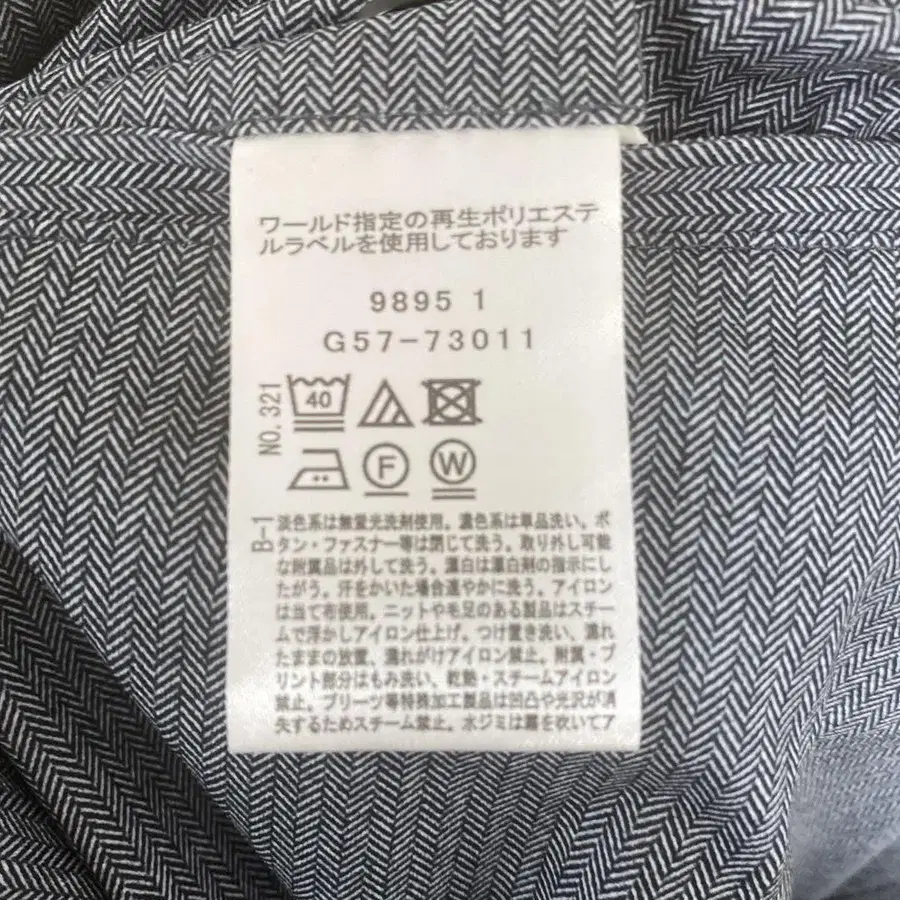 ワールド指定の再生ポリエステ
ルラベルを使用しております
9895 1
G57-73011
NO.321
40
F
W
B-1
淡色系は無蛍光洗剤使用。濃色系は単品洗い。ボ
タン・ファスナー等は閉じて洗う。取り外し可能
な附属品は外して洗う。漂白は漂白剤の指示にし
たがう。汗をかいた場合速やかに洗う。アイロン
は当て布使用。ニットや毛足のある製品はスチー
ムで浮かしアイロン仕上げ。つけ置き洗い、濡れ
たままの放置、濡れがけアイロン禁止。附属・プ
リント部分はもみ洗い、乾熱・スチームアイロン
禁止。プリーツ等特殊加工製品は凹凸や光沢が消
失するためスチーム禁止。水ジミは霧を吹いてア